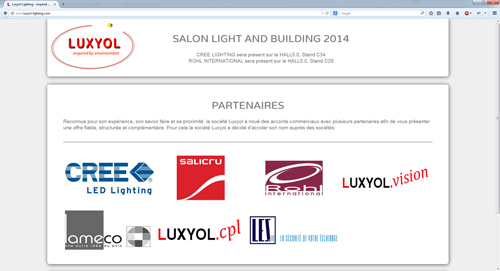 Luxyol Lighting - Inspired ...
www.luxyol-lighting.com
LUXYOL
inspired by environement
SALON LIGHT AND BUILDING 2014
CREE LIGHTING sera présent sur le HALL5.0, Stand C34
ROHL INTERNATIONAL sera présent sur le HALL5.0, Stand C29
PARTENAIRES
Reconnue pour son expérience, son savoir faire et sa proximité, la société Luxyol a noué des accords commerciaux avec plusieurs partenaires afin de vous présenter
une offre fiable, structurée et complémentaire. Pour cela la société Luxyol a décidé d'accoler son nom auprès des sociétés:
CREE
LED Lighting
SALICRU
Rohl
International
LUXYOL.vision
ameco
LUXYOL.cpl
LES
LA SÉCURITÉ DE VOTRE ÉCLAIRAGE